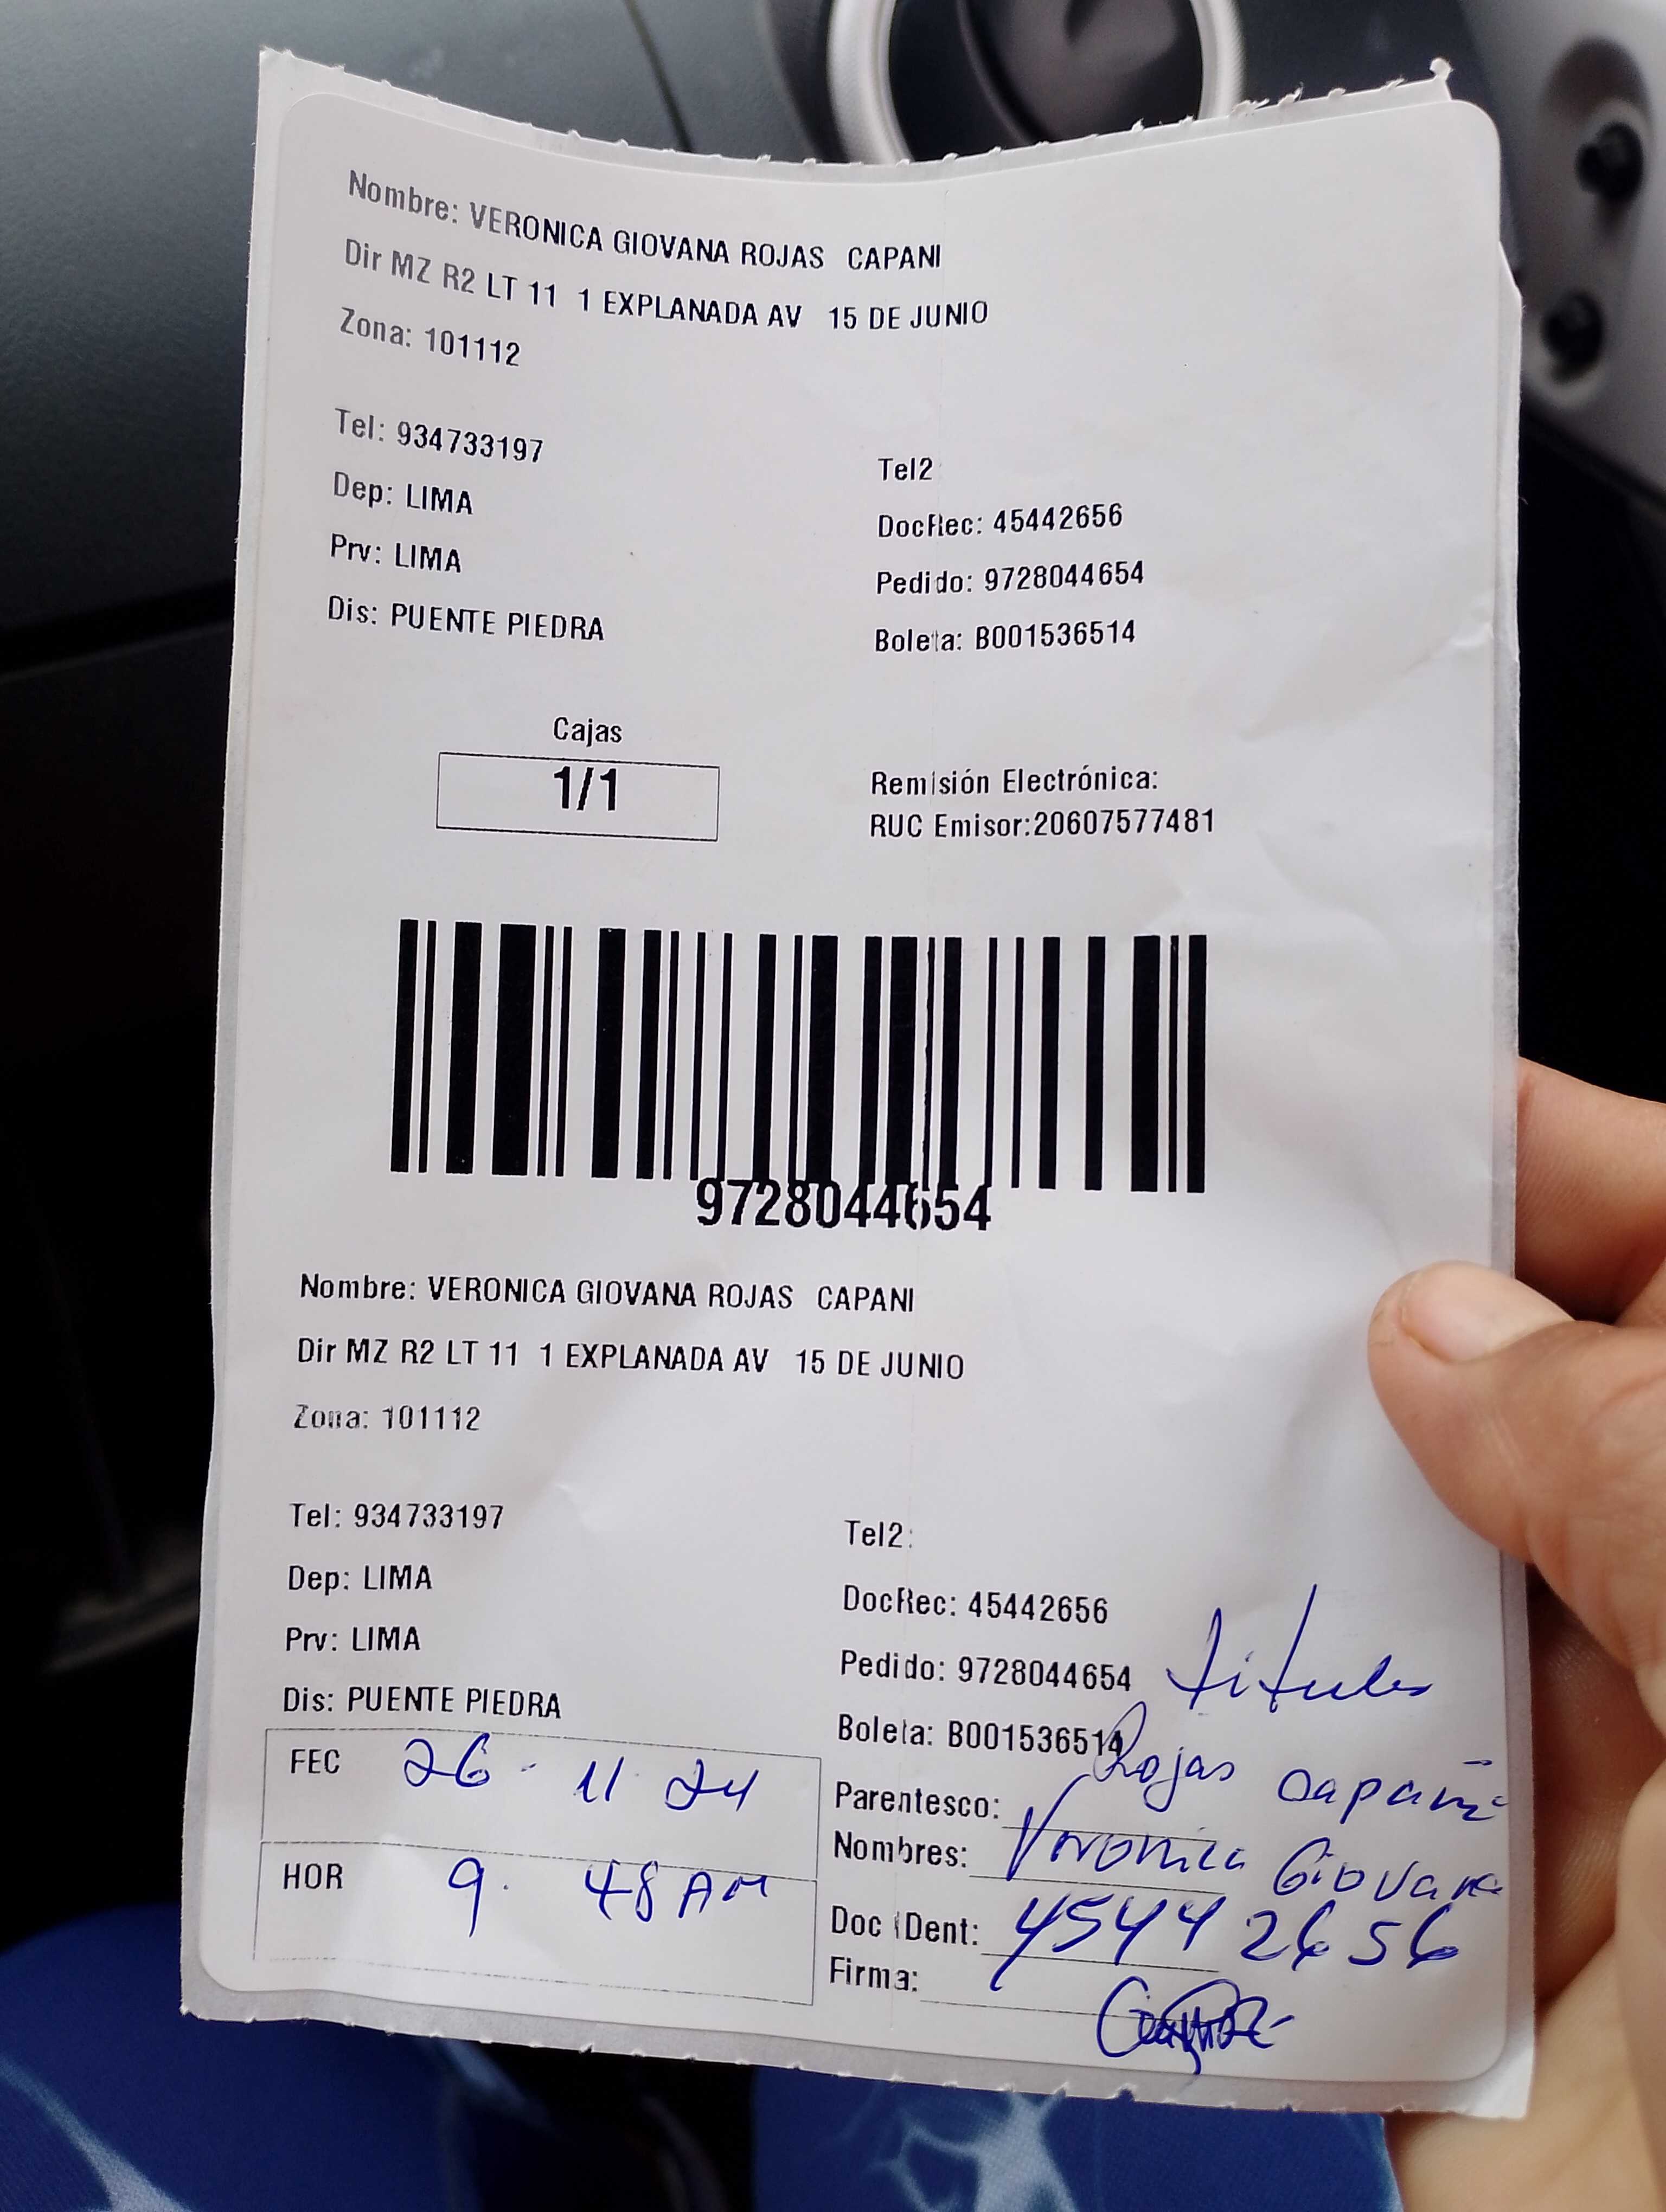 Nombre: VERONICA GIOVANA ROJAS CAPANI
Dir MZ R2 LT 11 1 EXPLANADA AV 15 DE JUNIO
Zona: 101112
Tel: 934733197
Tel2
Dep: LIMA
DocRec: 45442656
Prv: LIMA
Pedido: 9728044654
Dis: PUENTE PIEDRA
Boleta: B001536514
Cajas
1/1
Remisión Electrónica:
RUC Emisor:20607577481
9728044654
Nombre: VERONICA GIOVANA ROJAS CAPANI
Dir MZ R2 LT 11 1 EXPLANADA AV 15 DE JUNIO
Zona: 101112
Tel: 934733197
Tel2:
Dep: LIMA
DocRec: 45442656
Prv: LIMA
Pedido: 9728044654 titular
Dis: PUENTE PIEDRA
Boleta: B001536514
FEC 26 - 11 24
Parentesco: Rojas Capani
Nombres: Veronica Giovana
HOR 9. 48 AM
Doc IDent: 45442656
Firma: